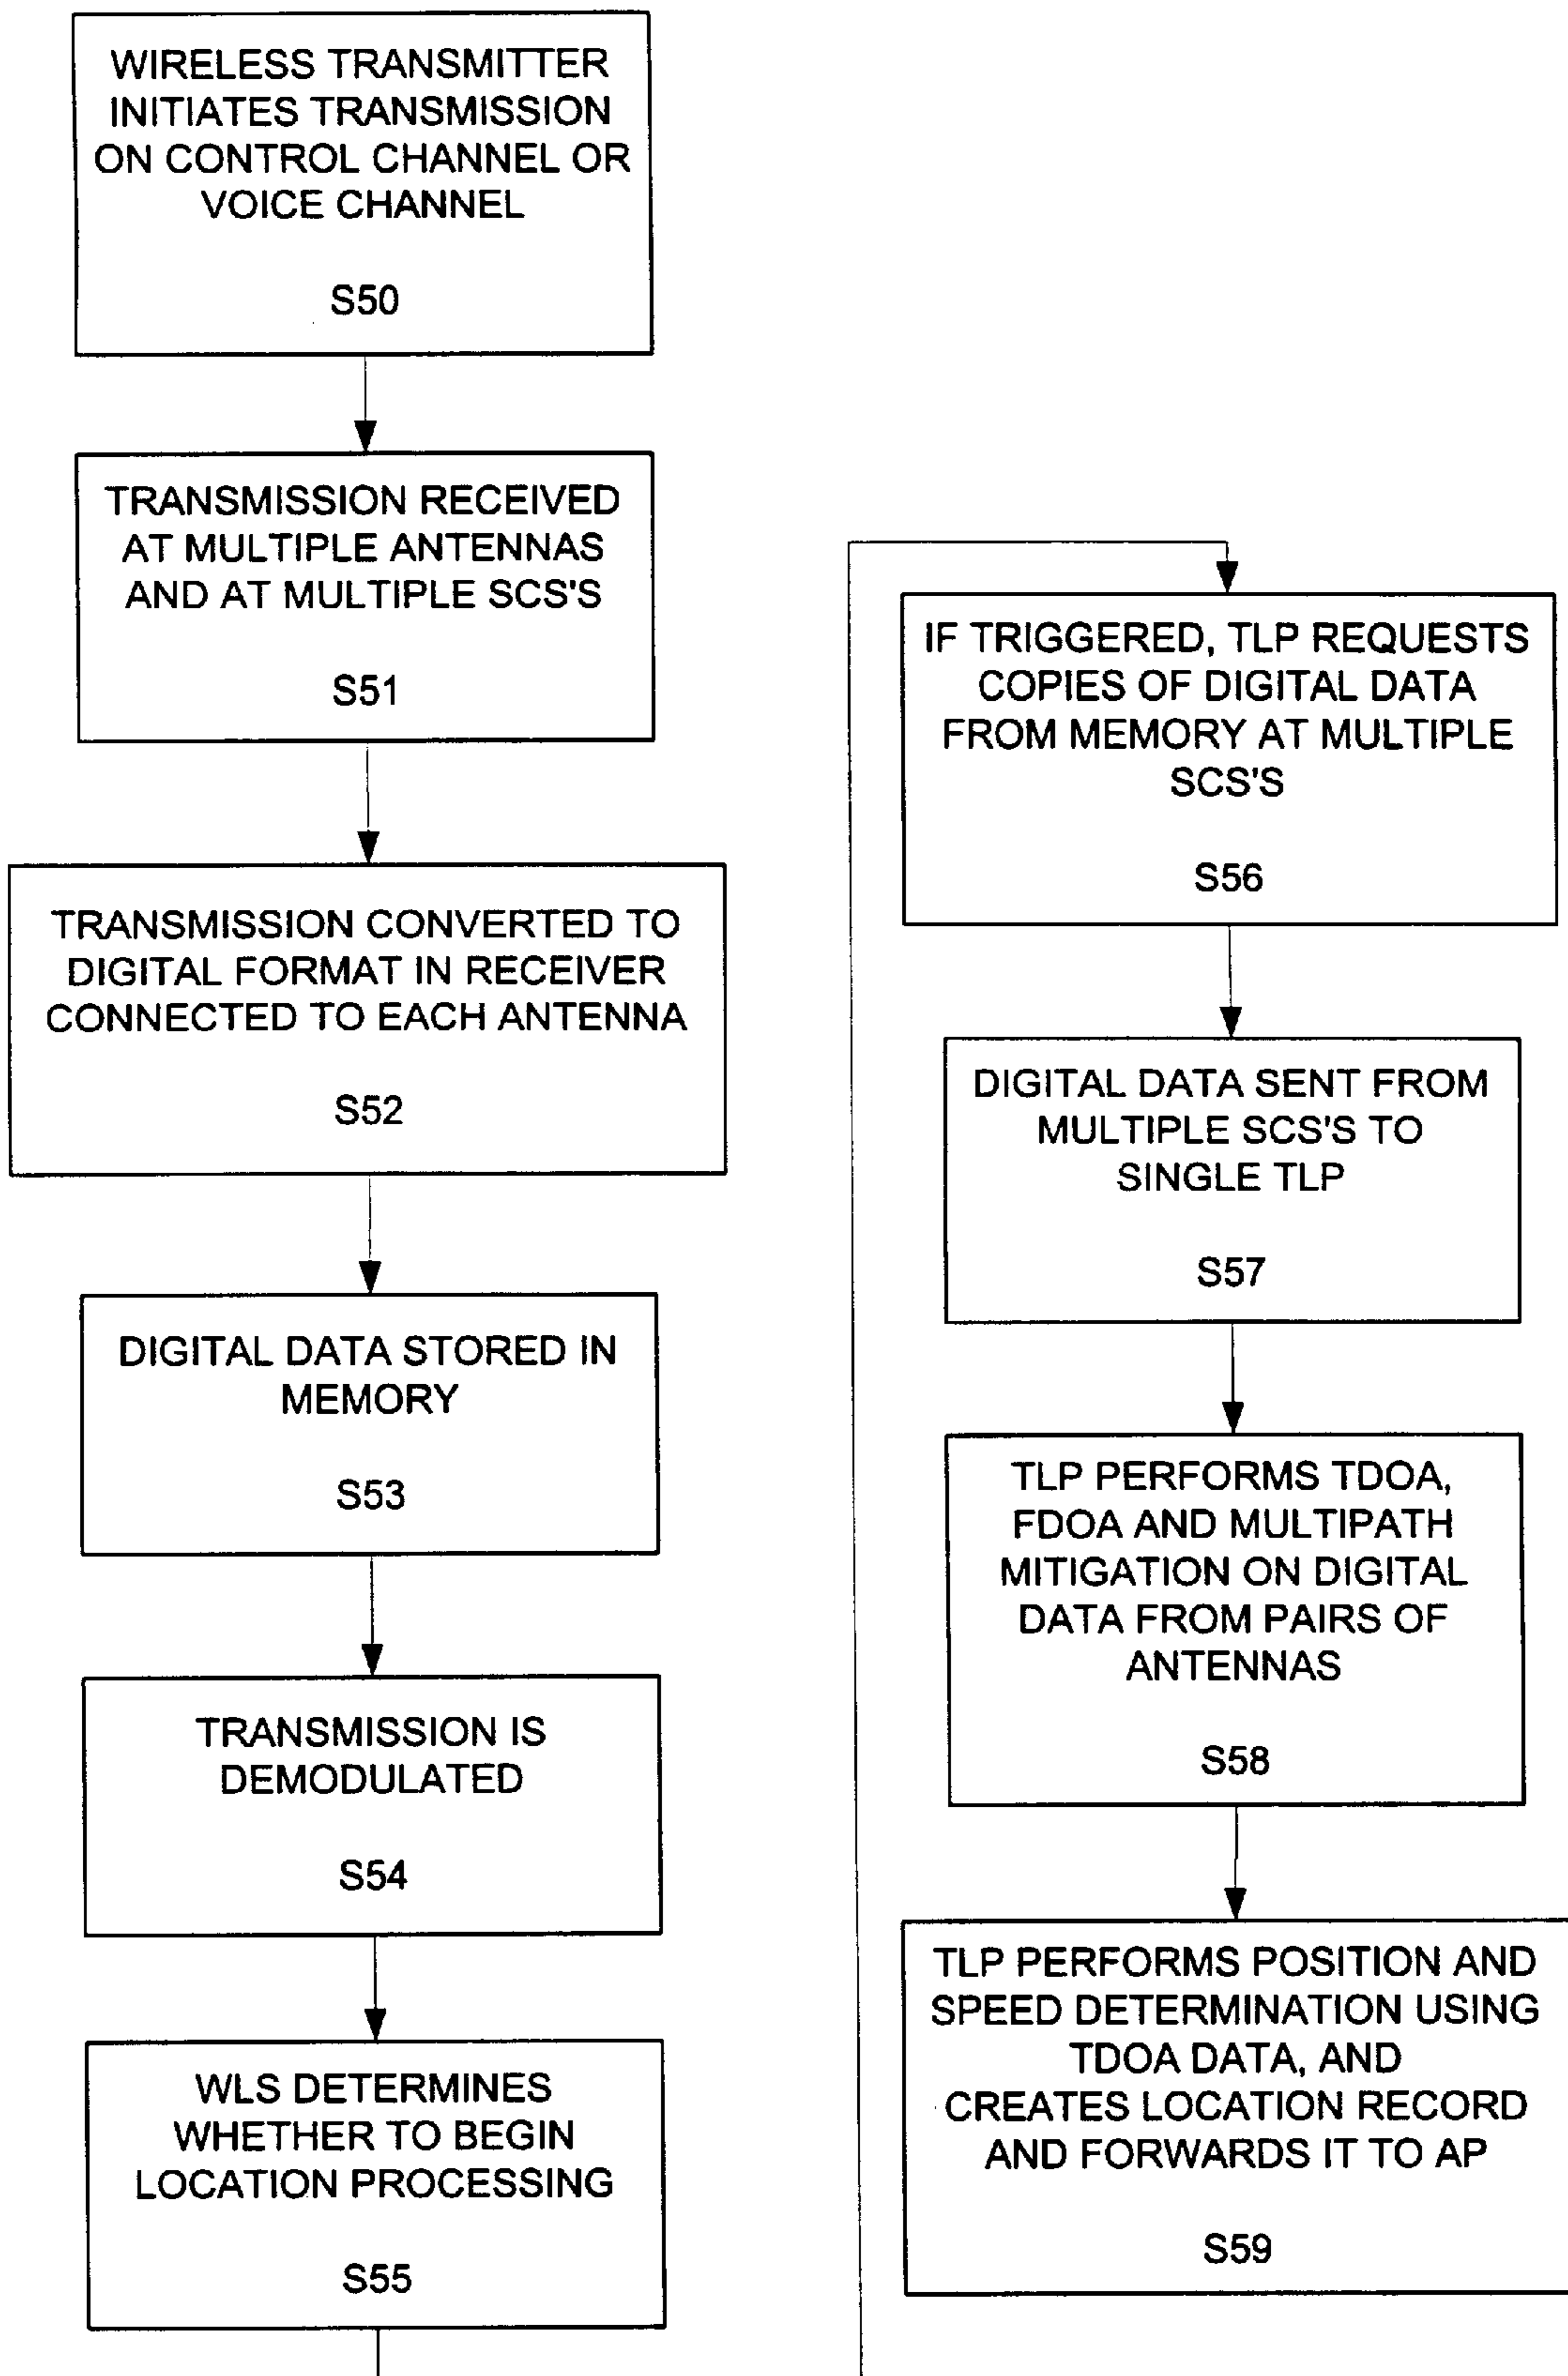 WIRELESS TRANSMITTER
INITIATES TRANSMISSION
ON CONTROL CHANNEL OR
VOICE CHANNEL
S50
TRANSMISSION RECEIVED
AT MULTIPLE ANTENNAS
AND AT MULTIPLE SCS'S
S51
TRANSMISSION CONVERTED TO
DIGITAL FORMAT IN RECEIVER
CONNECTED TO EACH ANTENNA
S52
DIGITAL DATA STORED IN
MEMORY
S53
TRANSMISSION IS
DEMODULATED
S54
WLS DETERMINES
WHETHER TO BEGIN
LOCATION PROCESSING
S55
IF TRIGGERED, TLP REQUESTS
COPIES OF DIGITAL DATA
FROM MEMORY AT MULTIPLE
SCS'S
S56
DIGITAL DATA SENT FROM
MULTIPLE SCS'S TO
SINGLE TLP
S57
TLP PERFORMS TDOA,
FDOA AND MULTIPATH
MITIGATION ON DIGITAL
DATA FROM PAIRS OF
ANTENNAS
S58
TLP PERFORMS POSITION AND
SPEED DETERMINATION USING
TDOA DATA, AND
CREATES LOCATION RECORD
AND FORWARDS IT TO AP
S59